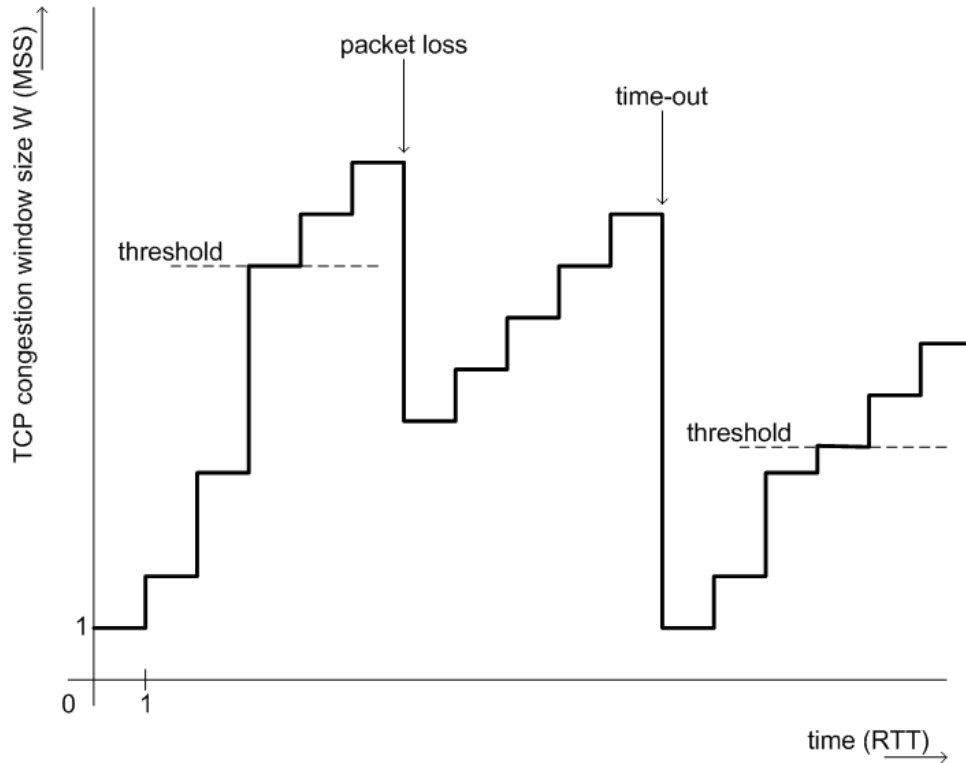 TCP congestion window size W (MSS)
packet loss
time-out
threshold
threshold
1
0
1
time (RTT)